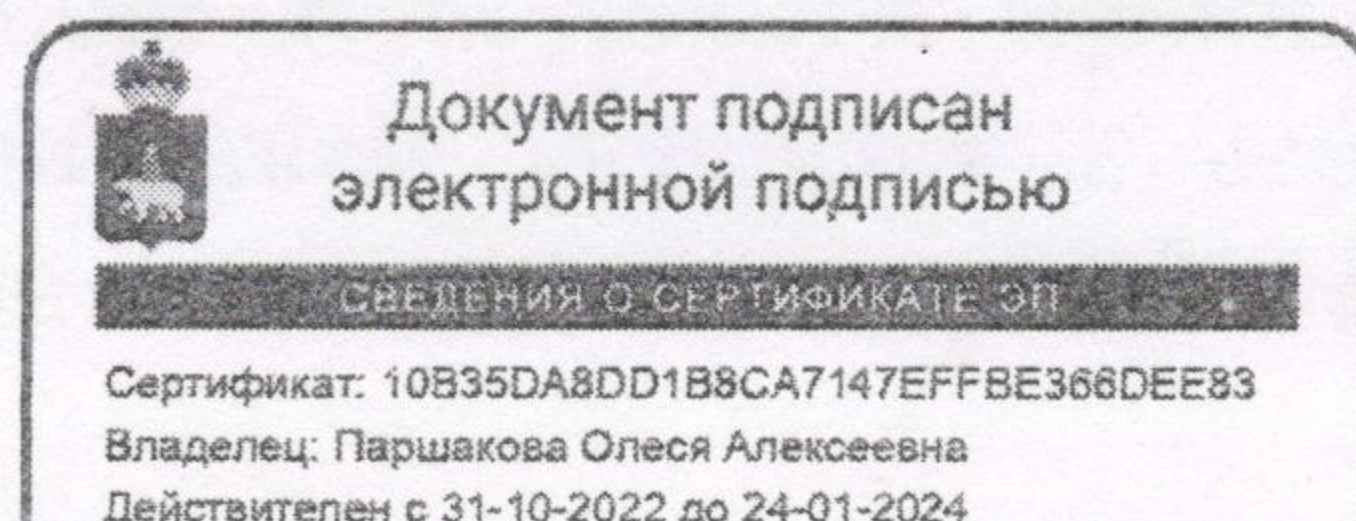 Документ подписан
электронной подписью
СВЕДЕНИЯ О СЕРТИФИКАТЕ ЭП
Сертификат: 10B35DA8DD1B8CA7147EFFBE366DEE83
Владелец: Паршакова Олеся Алексеевна
Действителен с 31-10-2022 до 24-01-2024